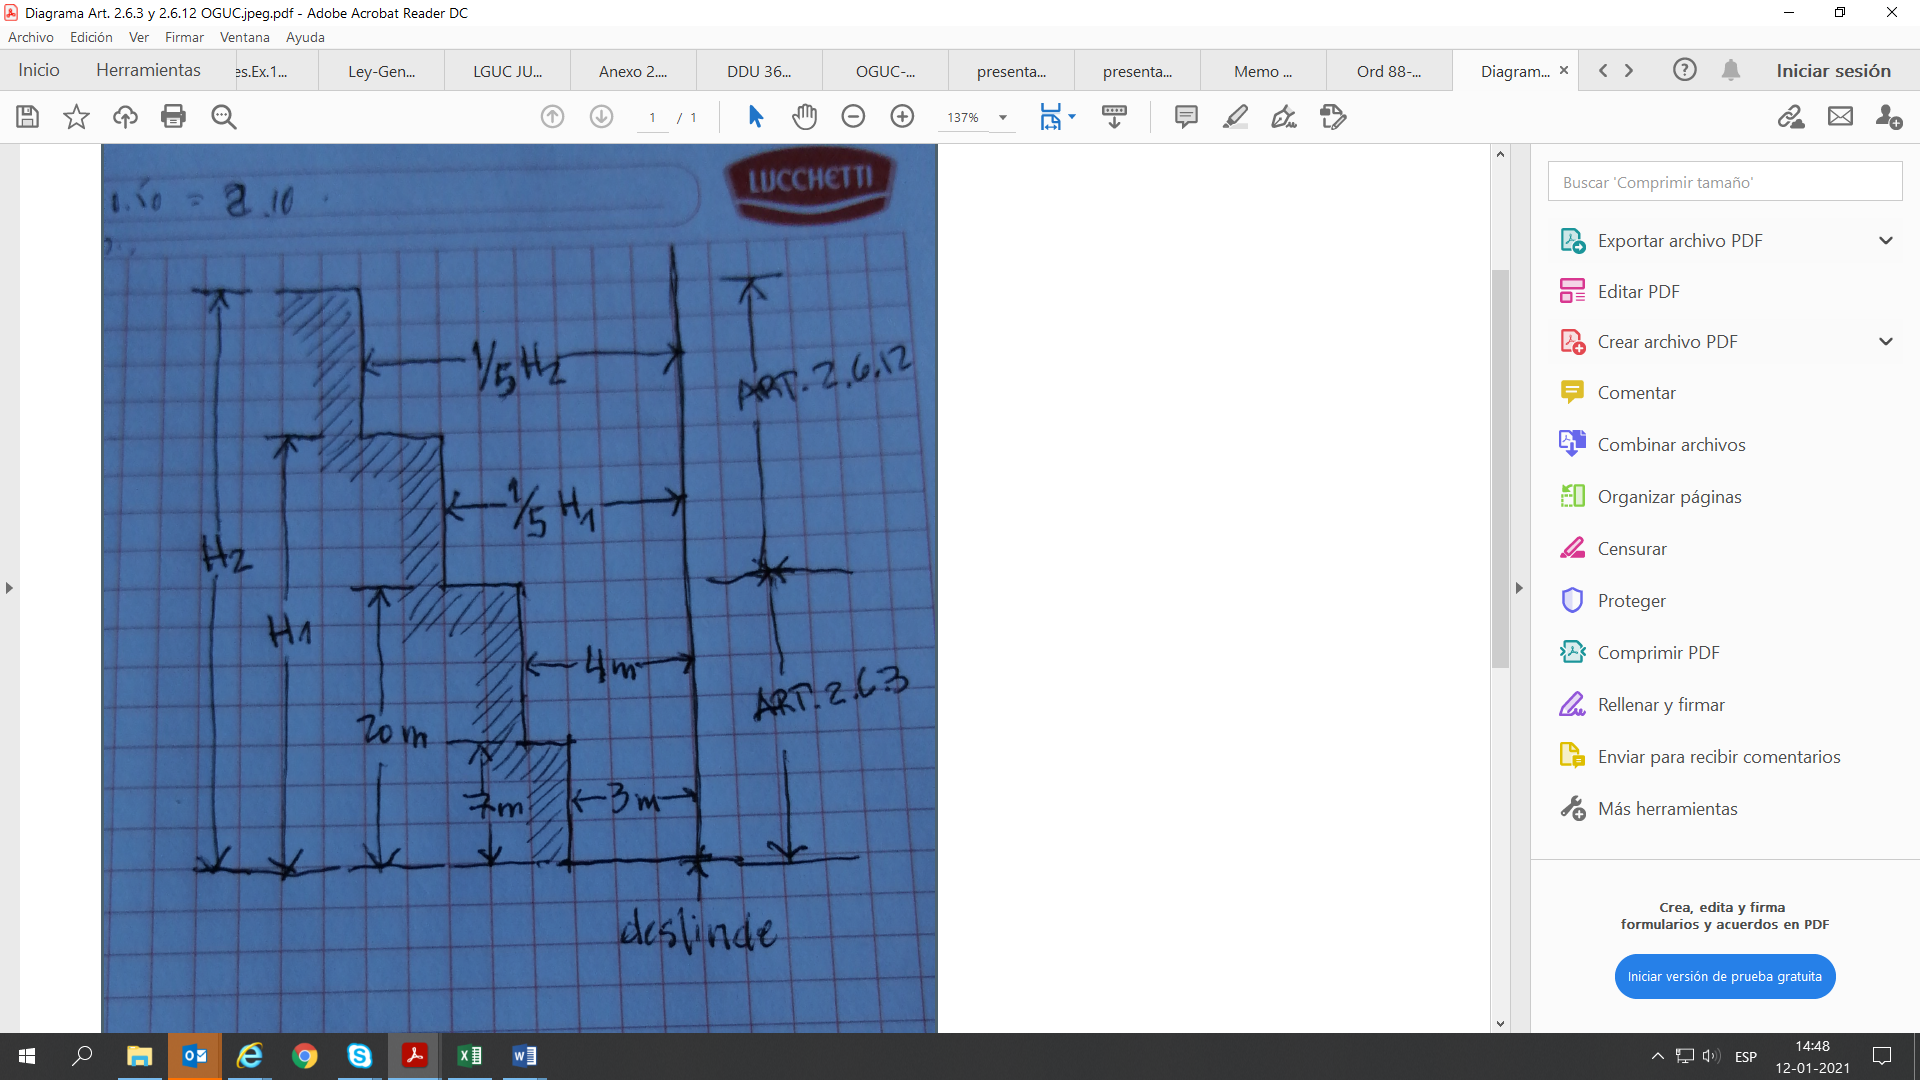 Diagrama Art. 2.6.3 y 2.6.12 OGUC.jpeg.pdf - Adobe Acrobat Reader DC
Archivo Edición Ver Firmar Ventana Ayuda
Inicio Herramientas es.Ex.1... Ley-Gen... LGUC JU... Anexo 2.... DDU 36... OGUC-... presenta... presenta... Memo ... Ord 88-... Diagram... Iniciar sesión
1 / 1 137%
LUCCHETTI
= 2.10
1/5 H2
ART. 2.6.12
1/5 H1
H2
H1
4m
ART. 2.6.3
20 m
7m
3m
deslinde
Buscar 'Comprimir tamaño'
Exportar archivo PDF
Editar PDF
Crear archivo PDF
Comentar
Combinar archivos
Organizar páginas
Censurar
Proteger
Comprimir PDF
Rellenar y firmar
Enviar para recibir comentarios
Más herramientas
Crea, edita y firma
formularios y acuerdos en PDF
Iniciar versión de prueba gratuita
ESP
14:48
12-01-2021